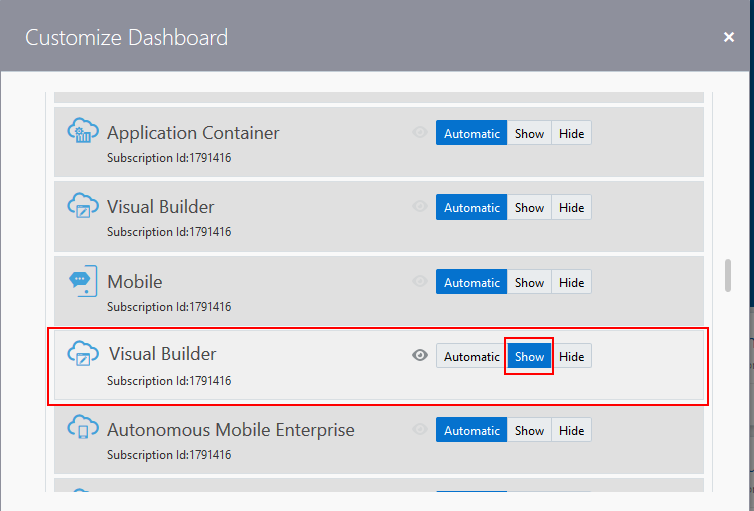 Customize Dashboard
Application Container Automatic Show Hide
Subscription Id:1791416
Visual Builder Automatic Show Hide
Subscription Id:1791416
Mobile Automatic Show Hide
Subscription Id:1791416
Visual Builder Automatic Show Hide
Subscription Id:1791416
Autonomous Mobile Enterprise Automatic Show Hide
Subscription Id:1791416